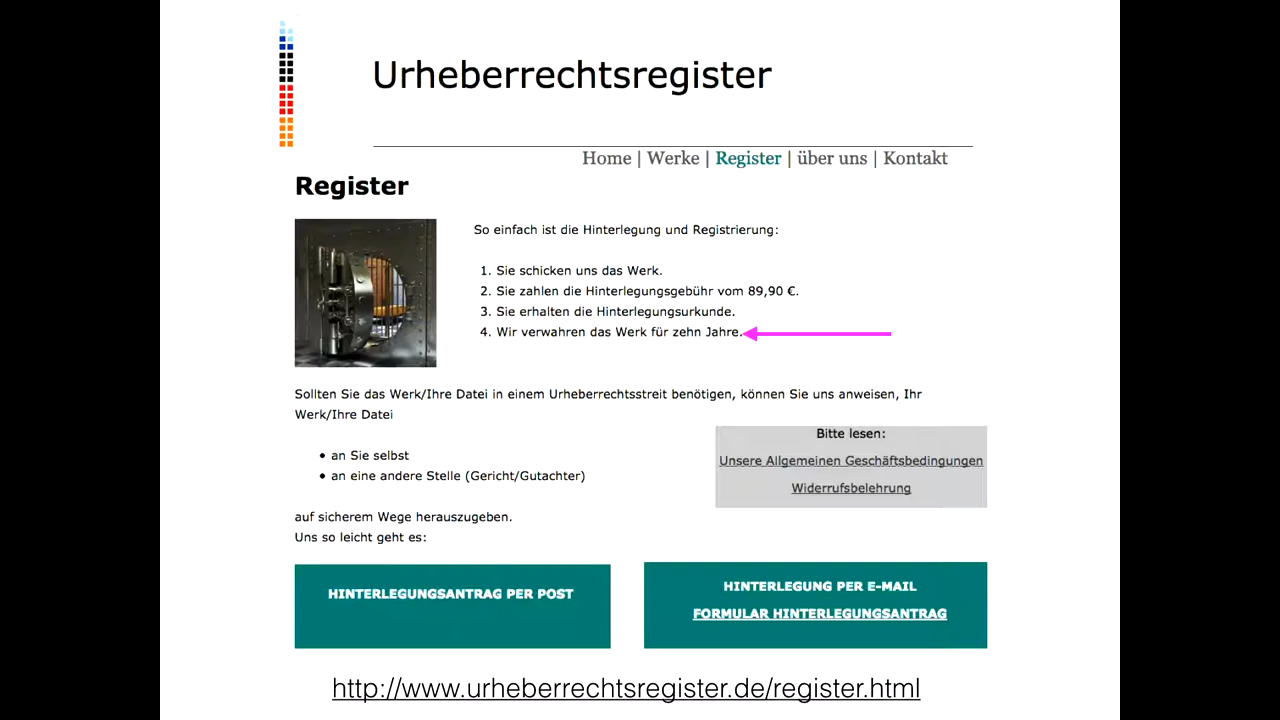 Urheberrechtsregister
Home | Werke | Register | über uns | Kontakt
Register
So einfach ist die Hinterlegung und Registrierung:
1. Sie schicken uns das Werk.
2. Sie zahlen die Hinterlegungsgebühr vom 89,90 €.
3. Sie erhalten die Hinterlegungsurkunde.
4. Wir verwahren das Werk für zehn Jahre.
Sollten Sie das Werk/Ihre Datei in einem Urheberrechtsstreit benötigen, können Sie uns anweisen, Ihr
Werk/Ihre Datei
• an Sie selbst
• an eine andere Stelle (Gericht/Gutachter)
auf sicherem Wege herauszugeben.
Uns so leicht geht es:
Bitte lesen:
Unsere Allgemeinen Geschäftsbedingungen
Widerrufsbelehrung
HINTERLEGUNGSANTRAG PER POST
HINTERLEGUNG PER E-MAIL
FORMULAR HINTERLEGUNGSANTRAG
http://www.urheberrechtsregister.de/register.html